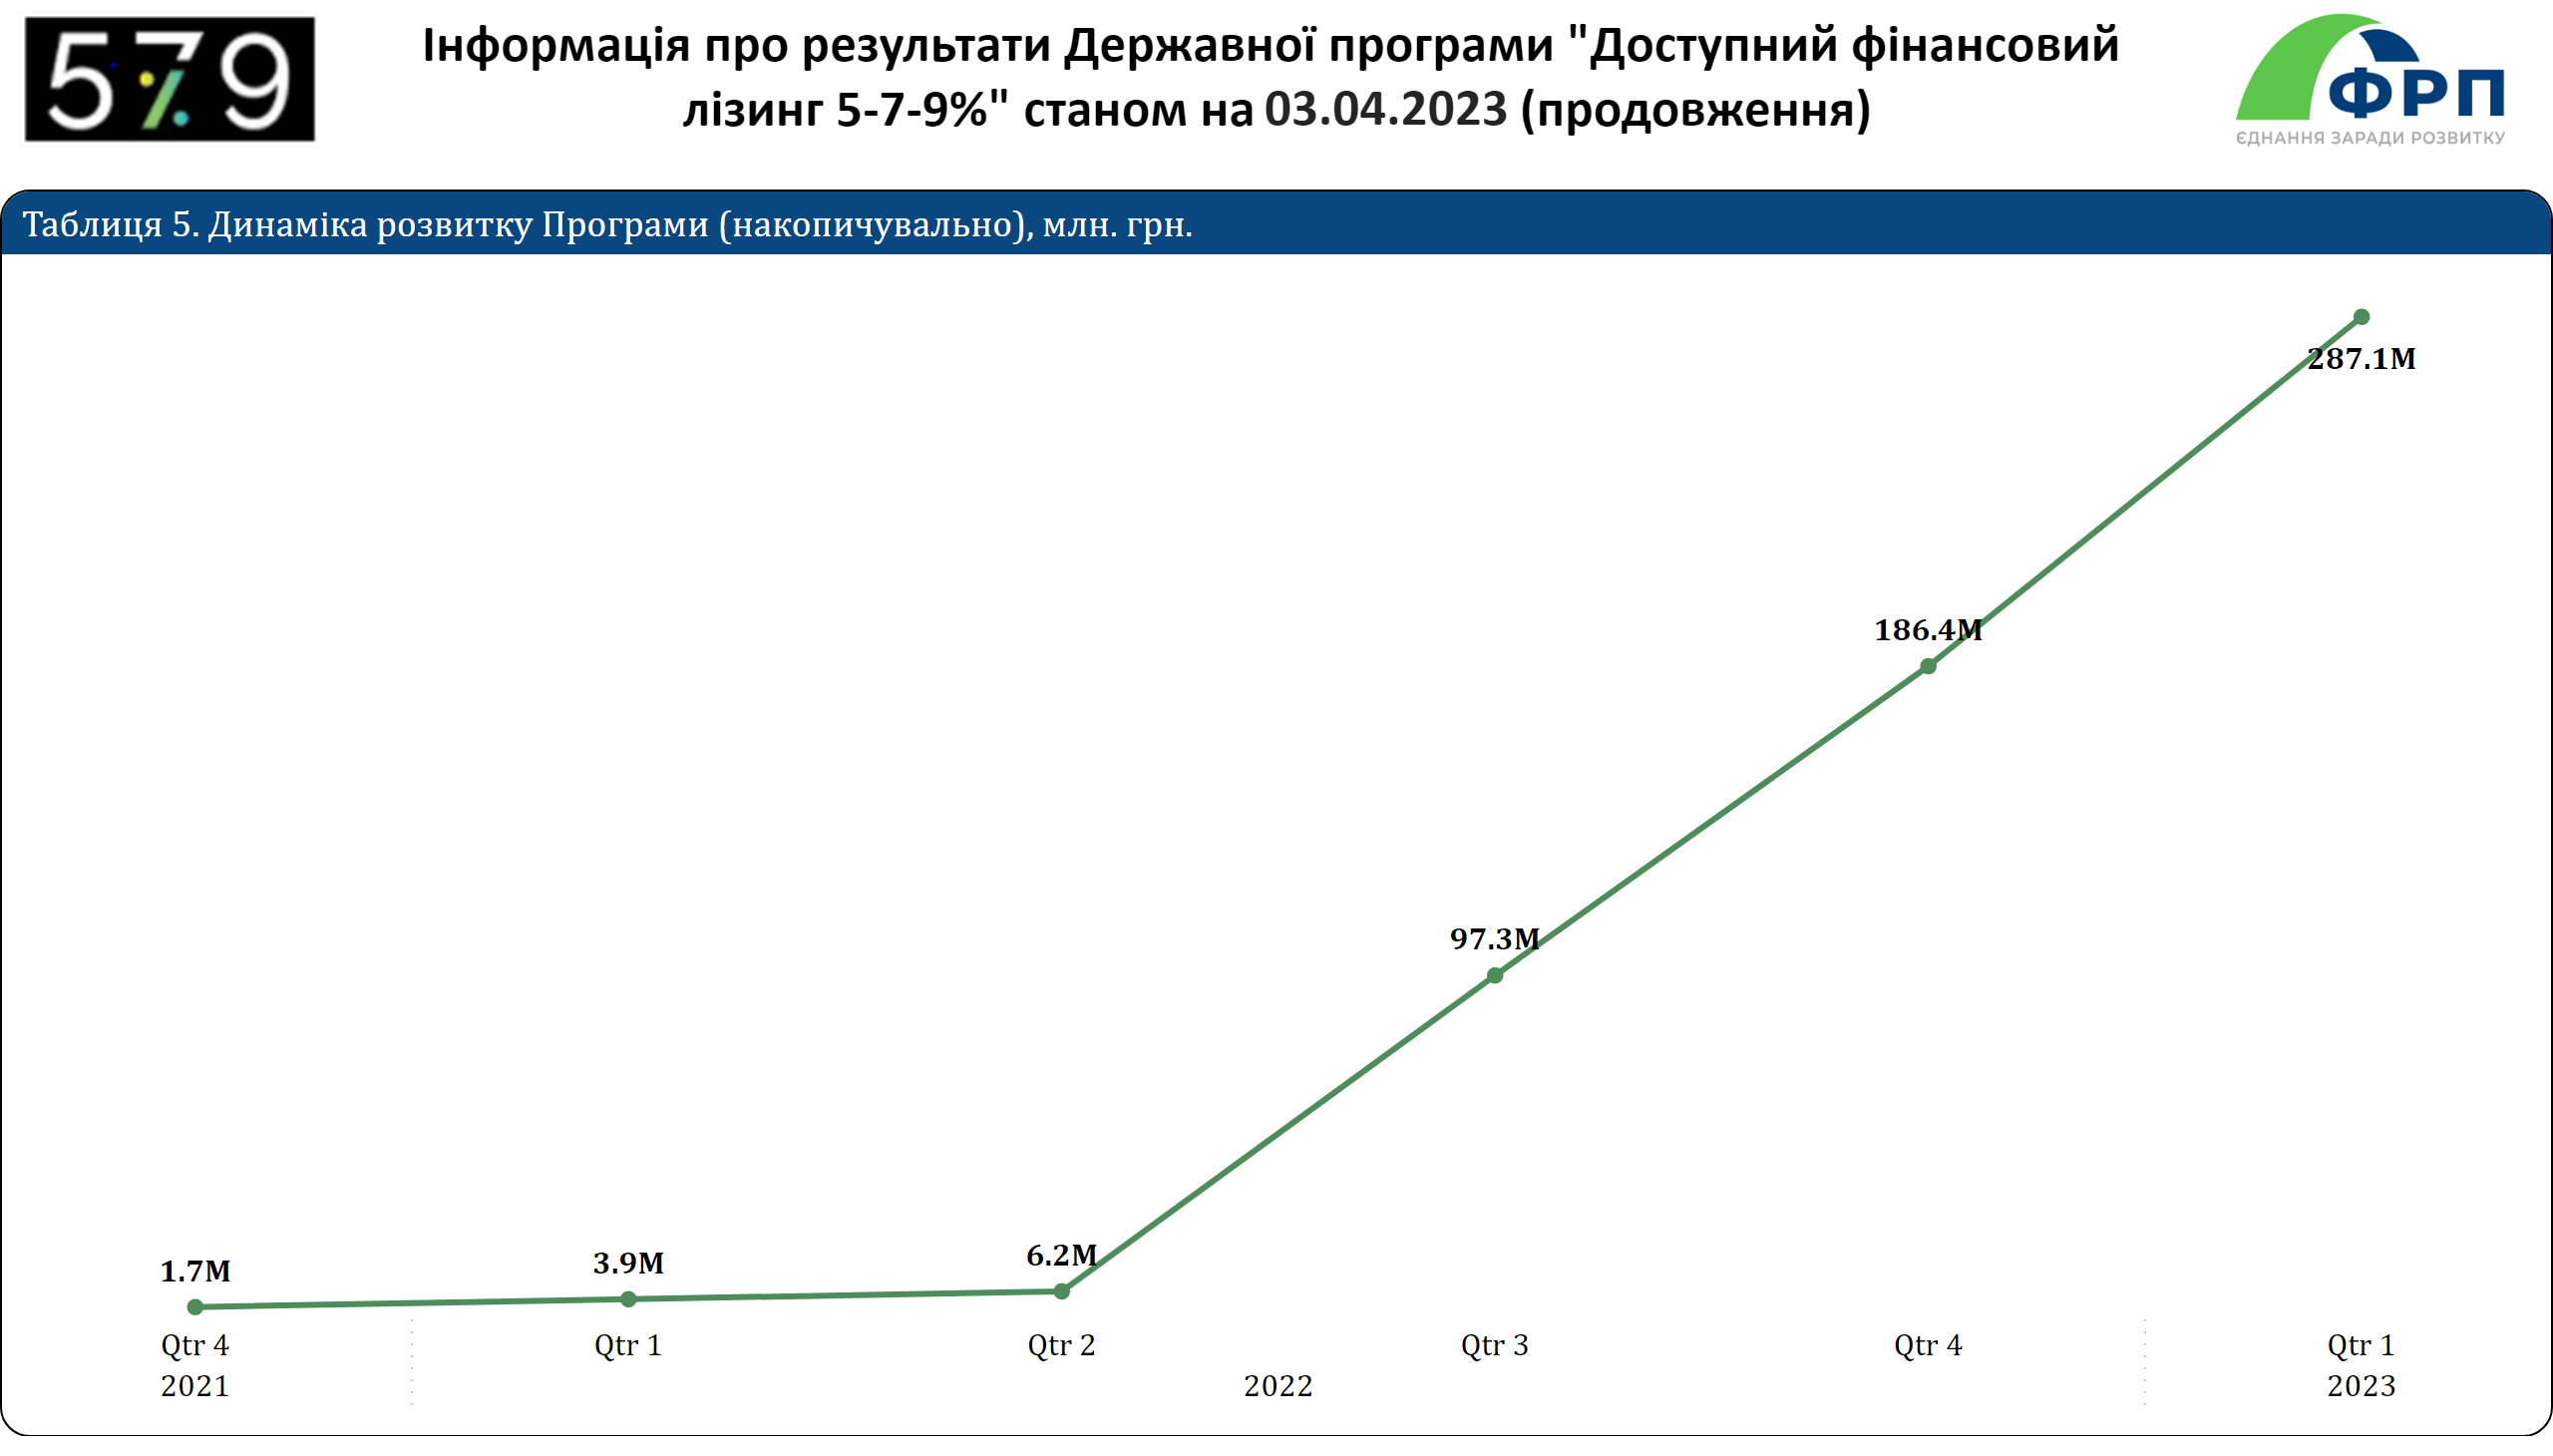 579
Інформація про результати Державної програми "Доступний фінансовий
лізинг 5-7-9%" станом на 03.04.2023 (продовження)
ФРП
ЄДНАННЯ ЗАРАДИ РОЗВИТКУ
Таблиця 5. Динаміка розвитку Програми (накопичувально), млн. грн.
287.1M
186.4M
97.3M
6.2M
3.9M
1.7M
Qtr 4 Qtr 1 Qtr 2 Qtr 3 Qtr 4 Qtr 1
2021 2022 2023